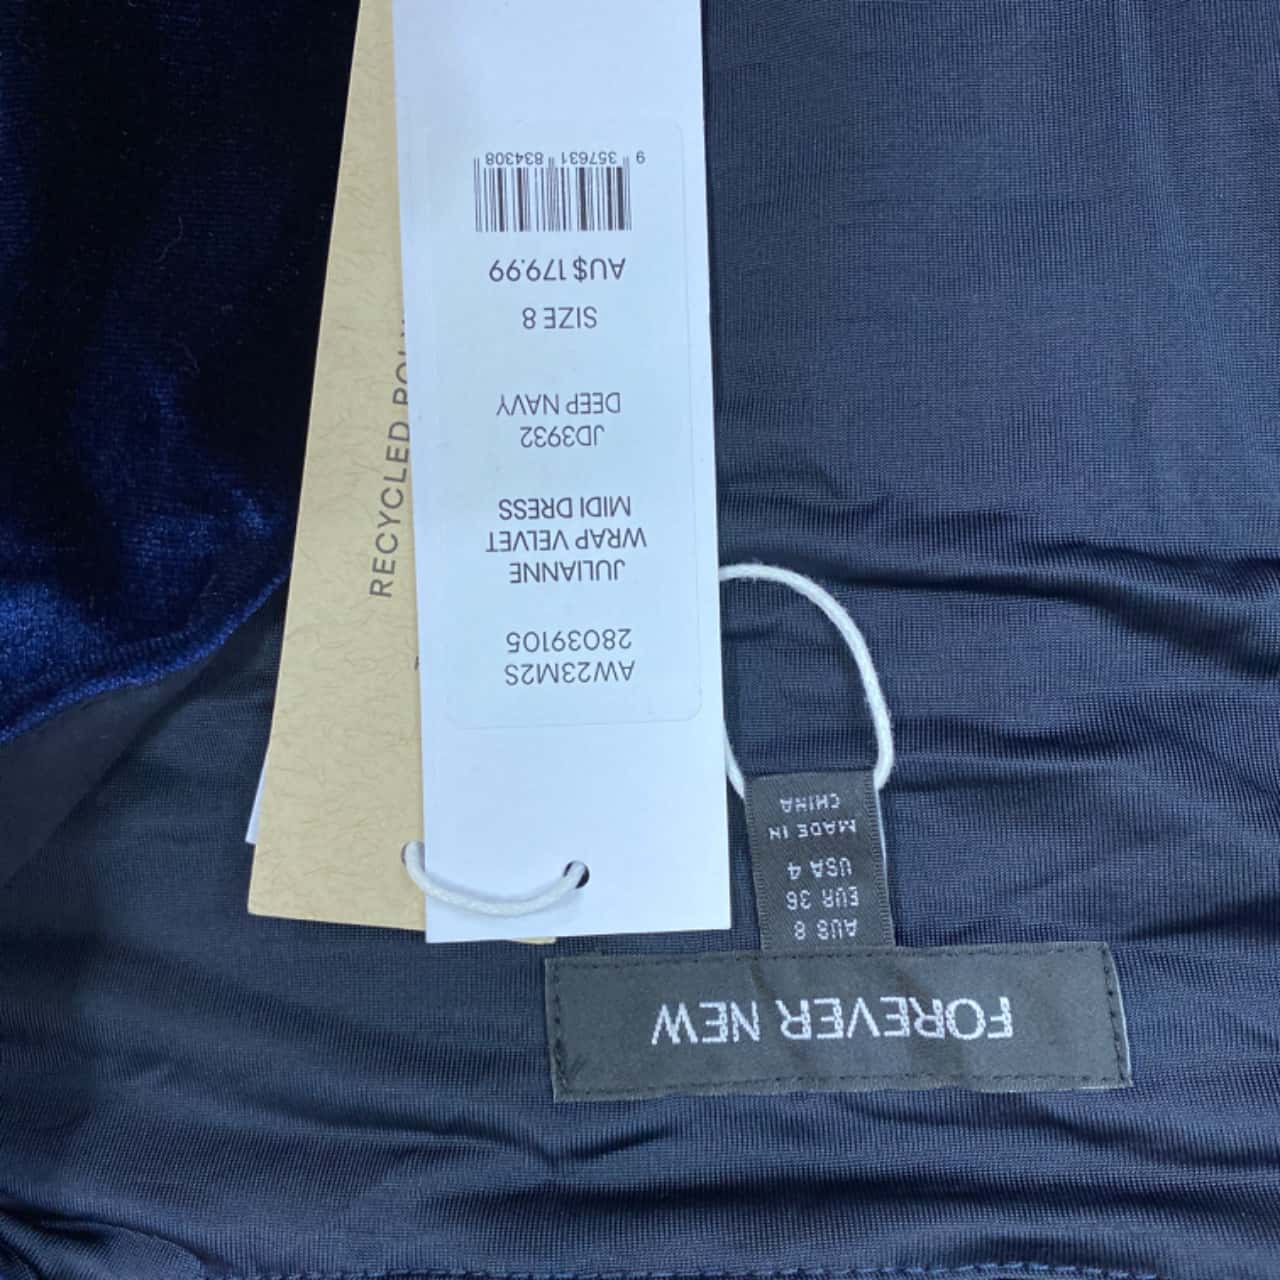 AW23M2S
28039105
JULIANNE
WRAP VELVET
MIDI DRESS
JD3932
DEEP NAVY
SIZE 8
AU$ 179.99
9 357631 834308
RECYCLED
FOREVER NEW
AUS 8
EUR 36
USA 4
MADE IN
CHINA